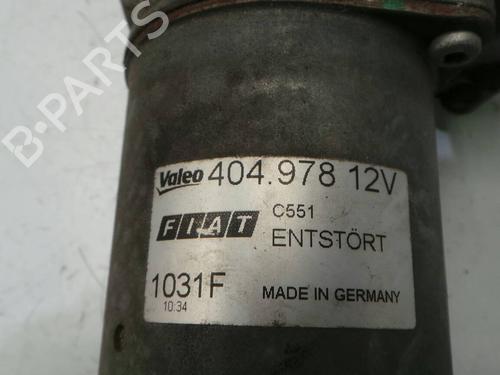 B-PARTS
Valeo 404.978 12V
FIAT C551
ENTSTÖRT
1031F MADE IN GERMANY
10:34